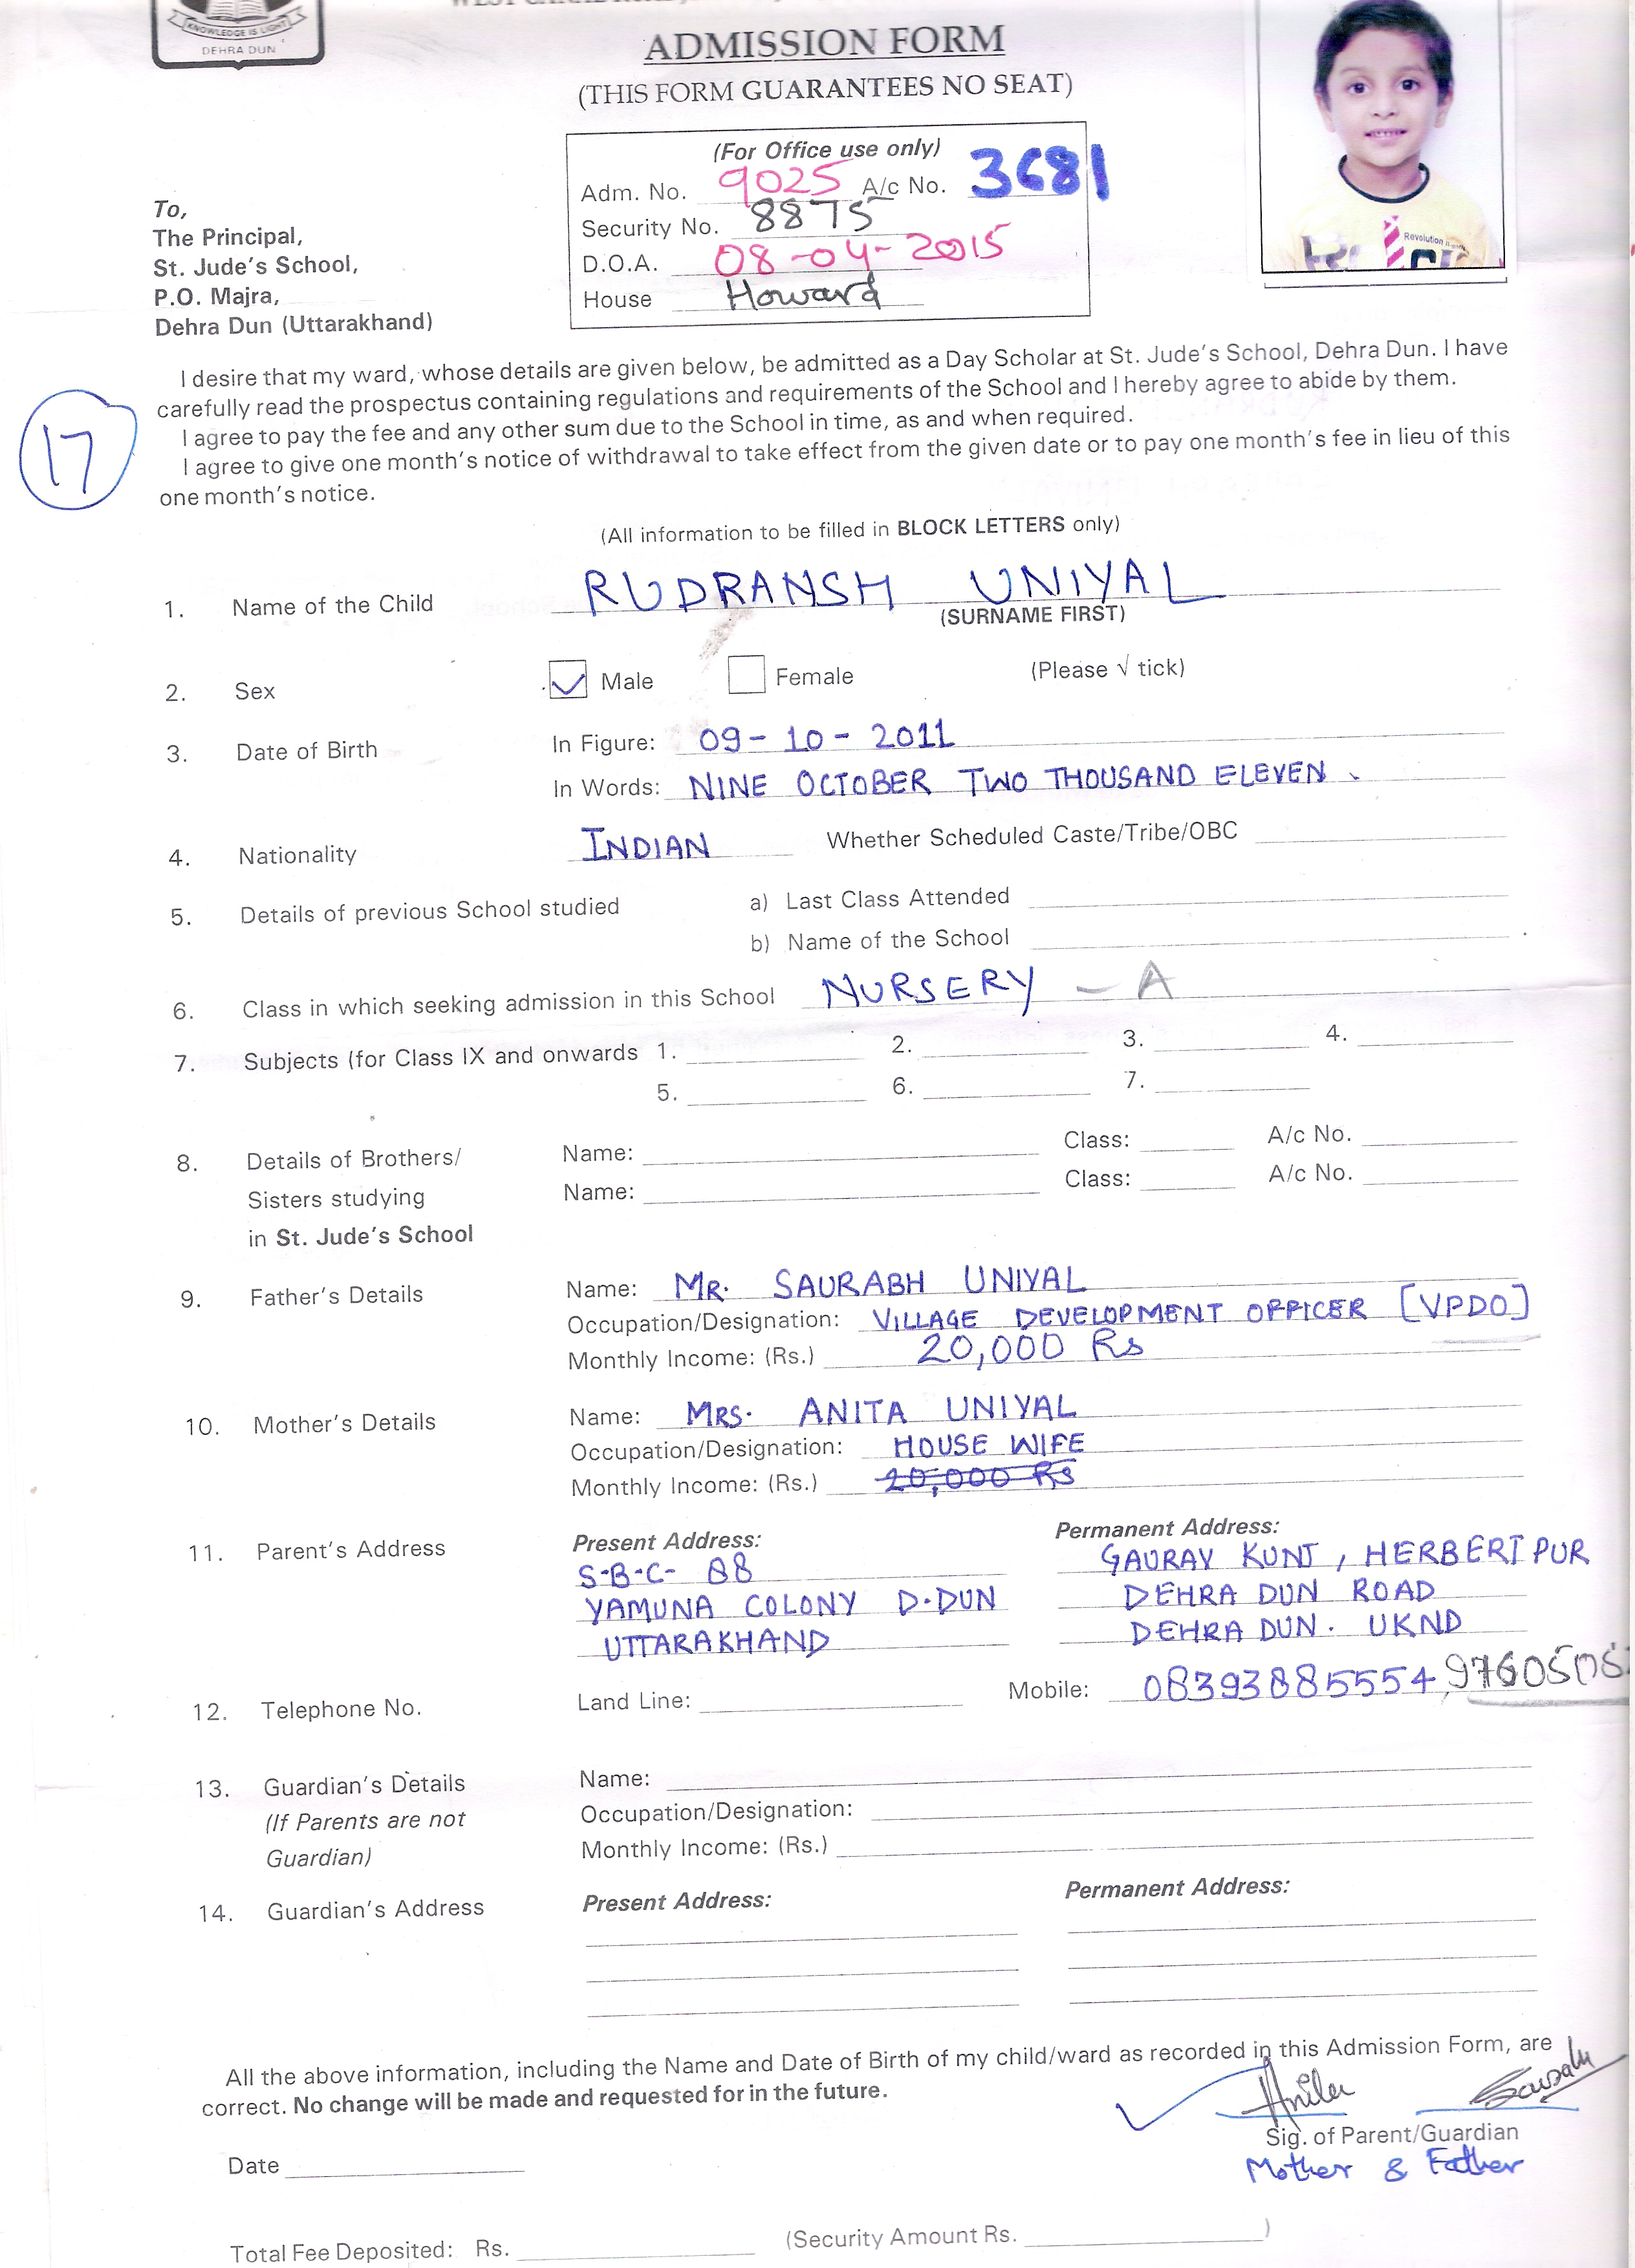 KNOWLEDGE IS LIGHT
DEHRA DUN
ADMISSION FORM
(THIS FORM GUARANTEES NO SEAT)
(For Office use only)
Adm. No. 9025 A/c No. 3681
Security No. 8875
D.O.A. 08-04-2015
House Howard
Revolution
To,
The Principal,
St. Jude's School,
P.O. Majra,
Dehra Dun (Uttarakhand)
I desire that my ward, whose details are given below, be admitted as a Day Scholar at St. Jude's School, Dehra Dun. I have
carefully read the prospectus containing regulations and requirements of the School and I hereby agree to abide by them.
I agree to pay the fee and any other sum due to the School in time, as and when required.
I agree to give one month's notice of withdrawal to take effect from the given date or to pay one month's fee in lieu of this
one month's notice.
17
(All information to be filled in BLOCK LETTERS only)
1. Name of the Child RUDRANSH UNIYAL
(SURNAME FIRST)
2. Sex Male Female (Please √ tick)
3. Date of Birth In Figure: 09-10-2011
In Words: NINE OCTOBER TWO THOUSAND ELEVEN.
4. Nationality INDIAN Whether Scheduled Caste/Tribe/OBC
5. Details of previous School studied a) Last Class Attended
b) Name of the School
6. Class in which seeking admission in this School NURSERY - A
7. Subjects (for Class IX and onwards 1. 2. 3. 4.
5. 6. 7.
8. Details of Brothers/ Name: Class: A/c No.
Sisters studying Name: Class: A/c No.
in St. Jude's School
9. Father's Details Name: MR. SAURABH UNIYAL
Occupation/Designation: VILLAGE DEVELOPMENT OFFICER [VPDO]
Monthly Income: (Rs.) 20,000 Rs
10. Mother's Details Name: MRS. ANITA UNIYAL
Occupation/Designation: HOUSE WIFE
Monthly Income: (Rs.) 20,000 Rs
11. Parent's Address Present Address: Permanent Address:
S-B-C- 88 GAURAV KUNJ, HERBERTPUR
YAMUNA COLONY D.DUN DEHRA DUN ROAD
UTTARAKHAND DEHRA DUN. UKND
12. Telephone No. Land Line: Mobile: 08393885554,
13. Guardian's Details Name:
(If Parents are not Occupation/Designation:
Guardian) Monthly Income: (Rs.)
14. Guardian's Address Present Address: Permanent Address:
All the above information, including the Name and Date of Birth of my child/ward as recorded in this Admission Form, are
correct. No change will be made and requested for in the future.
Anita
Sig. of Parent/Guardian
Date Mother & Father
Total Fee Deposited: Rs. (Security Amount Rs. )